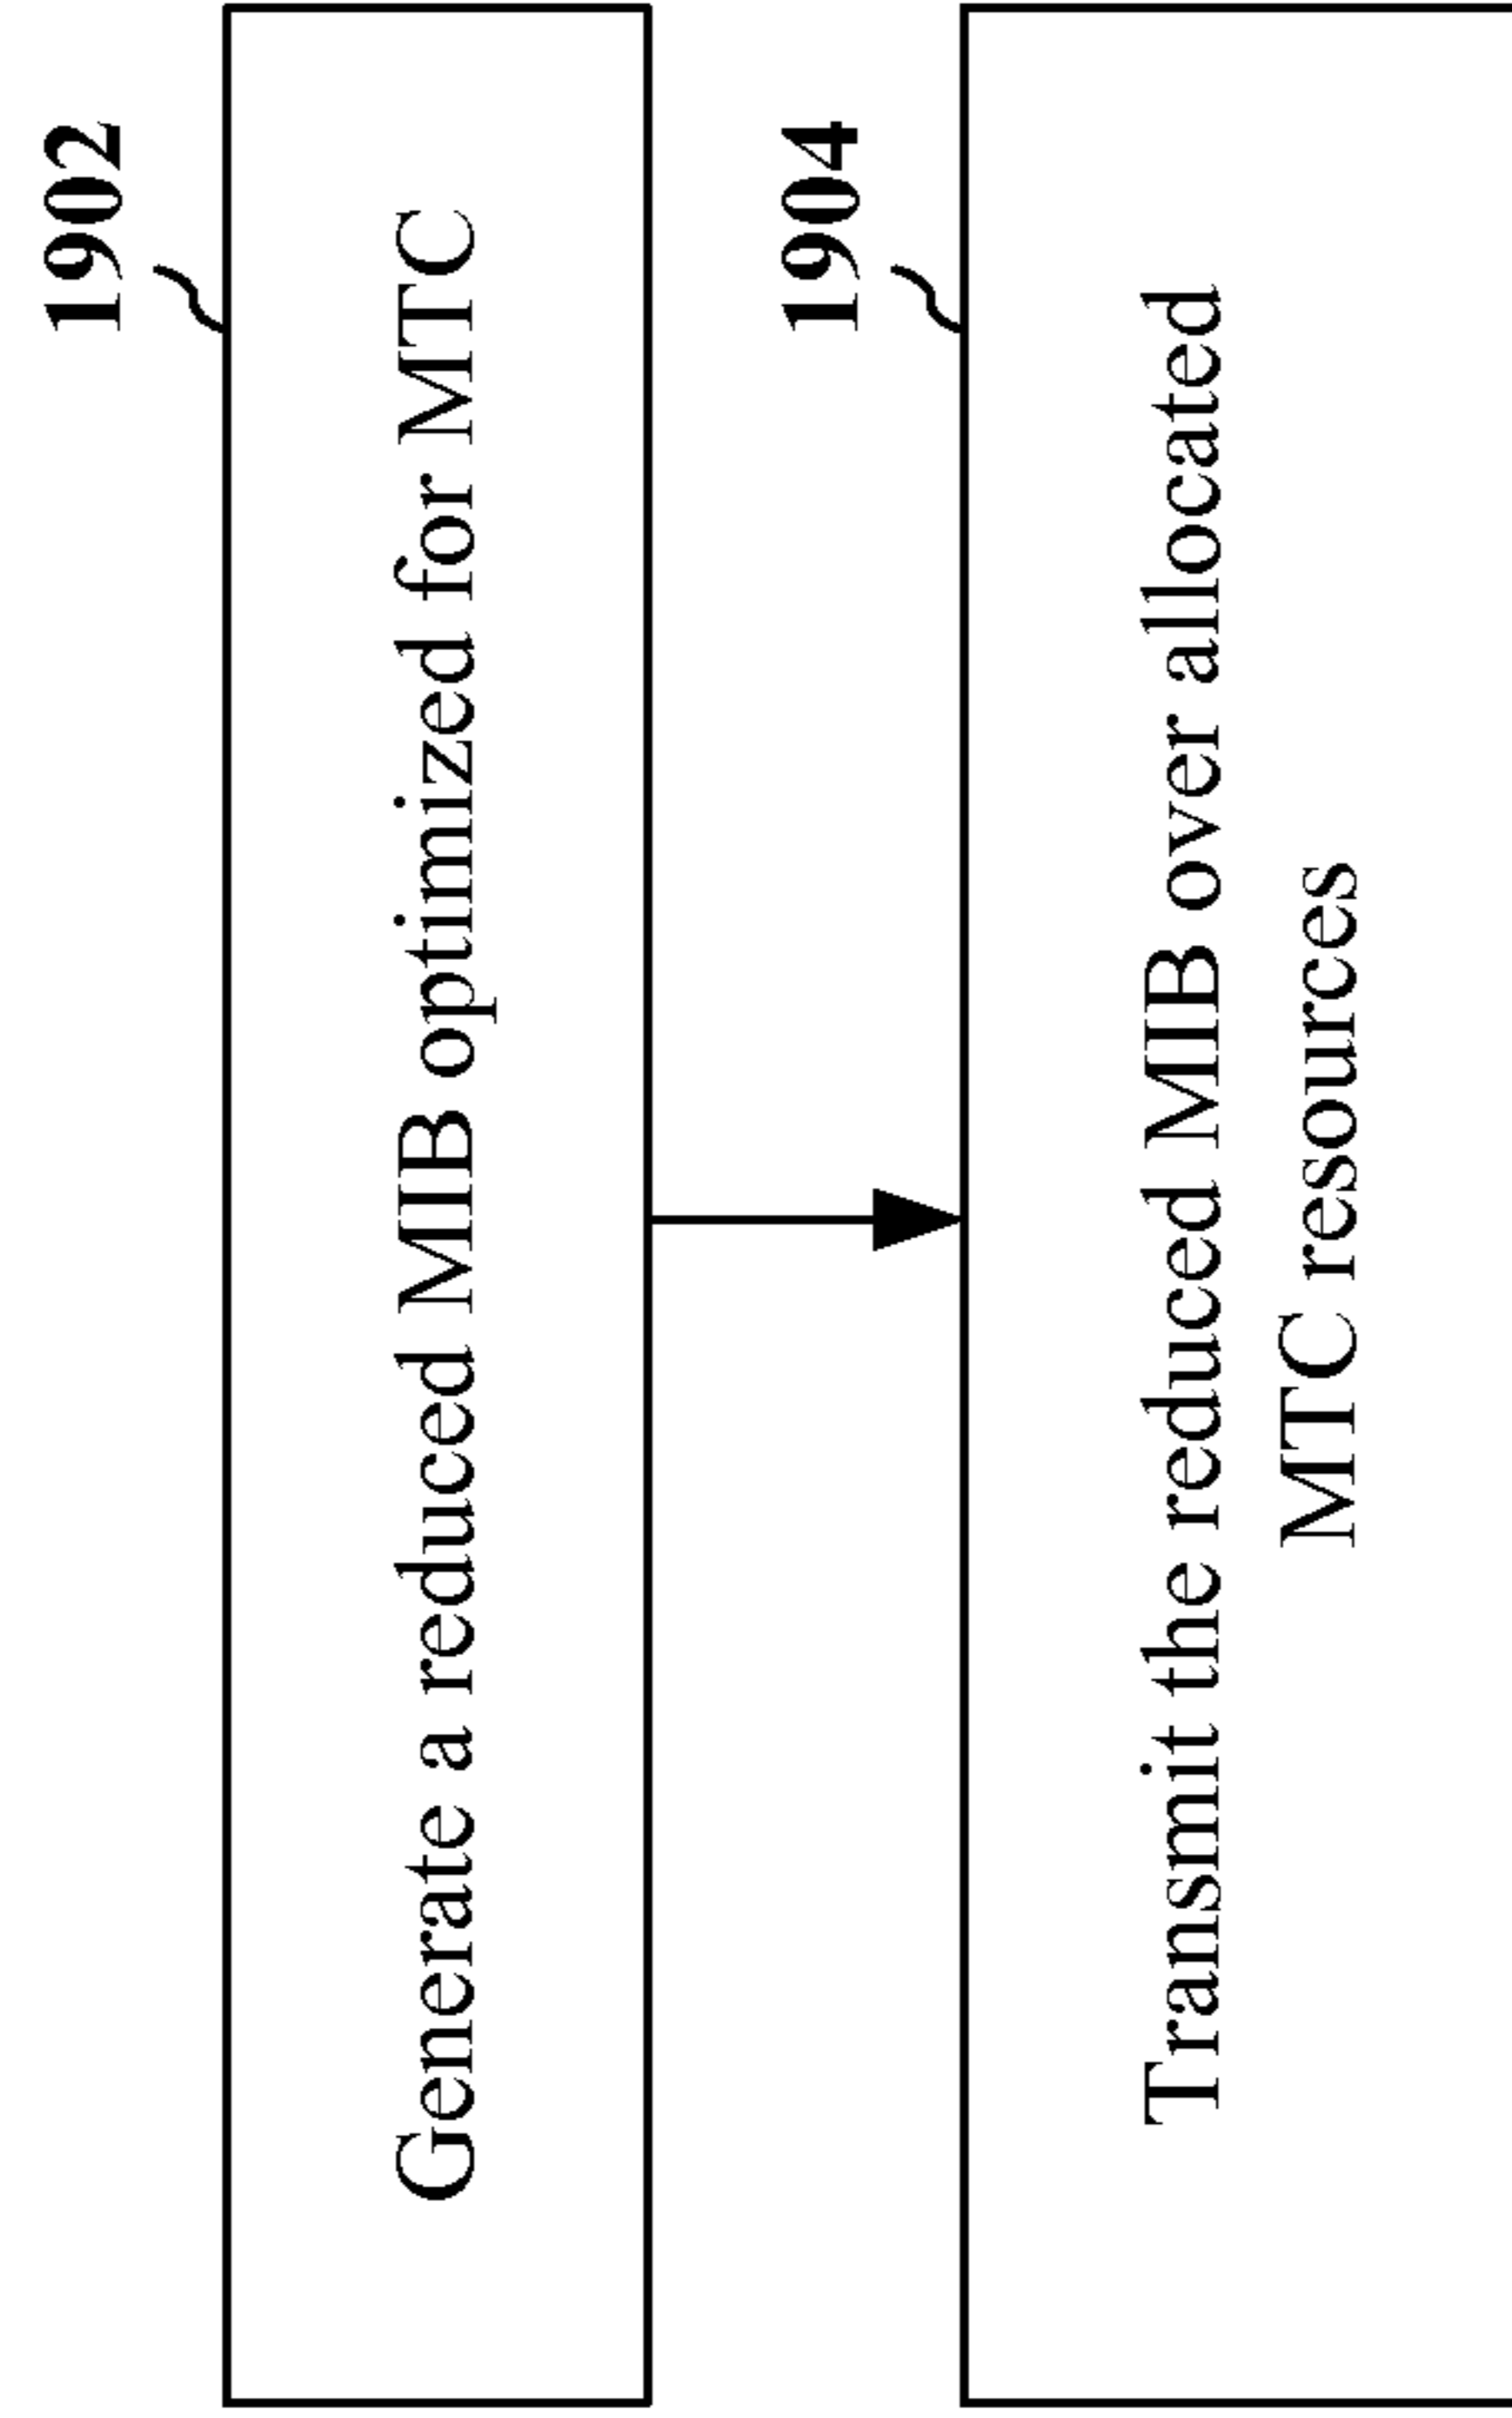 1902
Generate a reduced MIB optimized for MTC
1904
Transmit the reduced MIB over allocated
MTC resources